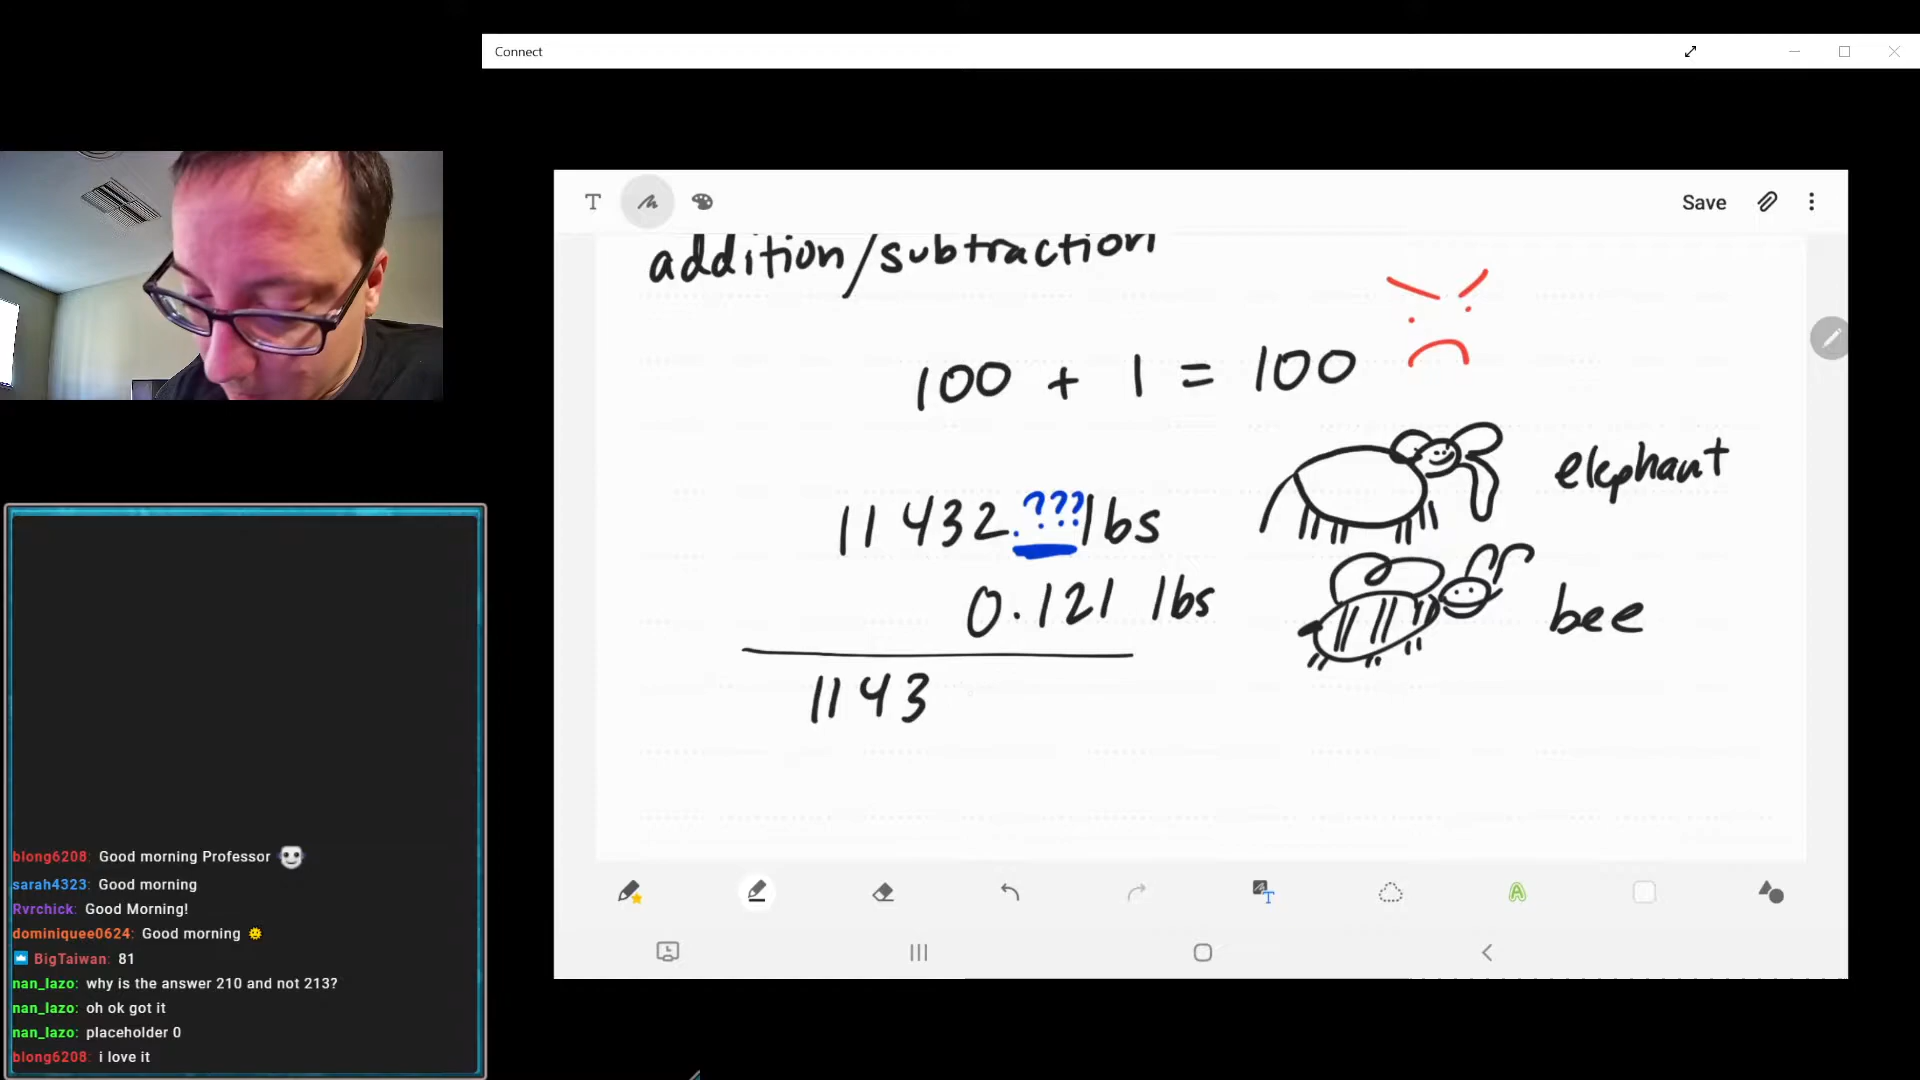 Connect
T
Save
addition/subtraction
100 + 1 = 100
elephant
11432.???lbs
0.121 lbs
bee
1143
blong6208: Good morning Professor
sarah4323: Good morning
Rvrchick: Good Morning!
dominiquee0624: Good morning
BigTaiwan: 81
nan_lazo: why is the answer 210 and not 213?
nan_lazo: oh ok got it
nan_lazo: placeholder 0
blong6208: i love it
T
A